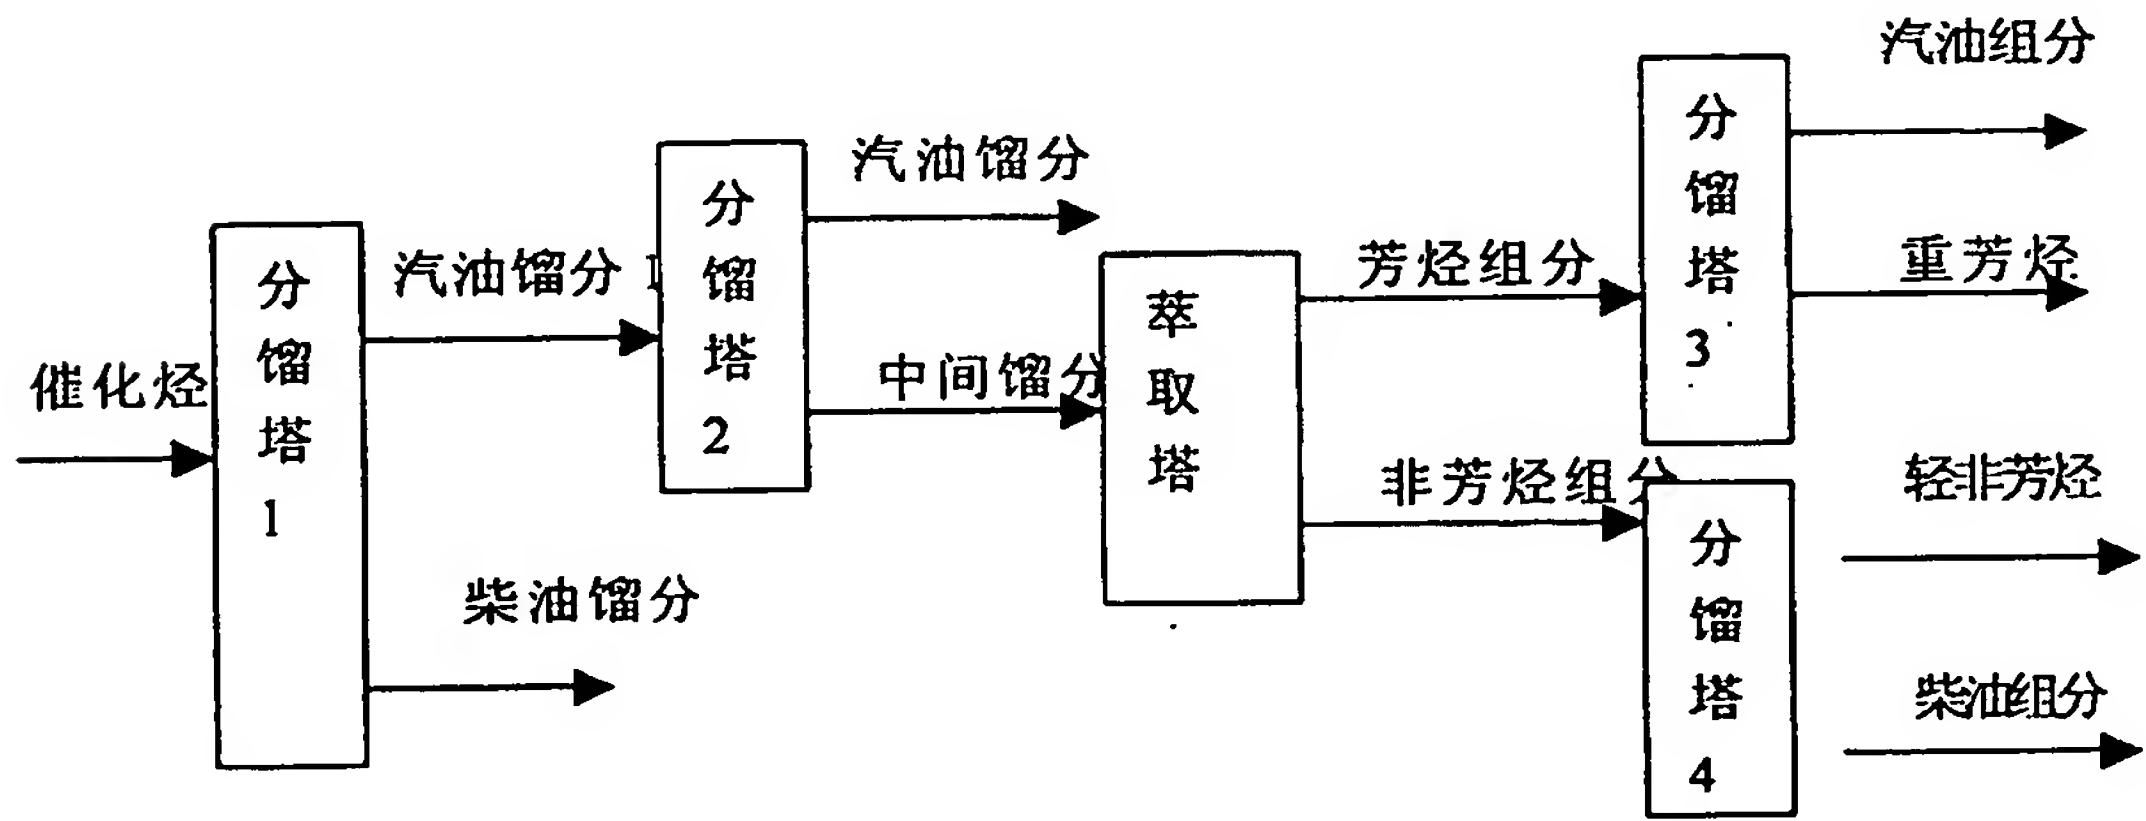 催化烃
分馏塔1
汽油馏分 I
柴油馏分
分馏塔2
汽油馏分
中间馏分
萃取塔
芳烃组分
非芳烃组分
分馏塔3
汽油组分
重芳烃
分馏塔4
轻非芳烃
柴油组分